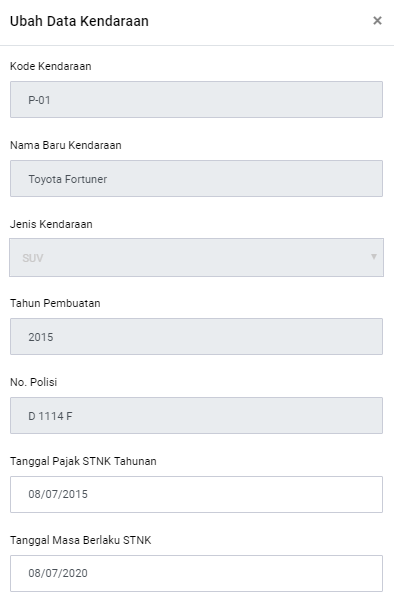 Ubah Data Kendaraan ×
Kode Kendaraan
P-01
Nama Baru Kendaraan
Toyota Fortuner
Jenis Kendaraan
SUV
Tahun Pembuatan
2015
No. Polisi
D 1114 F
Tanggal Pajak STNK Tahunan
08/07/2015
Tanggal Masa Berlaku STNK
08/07/2020